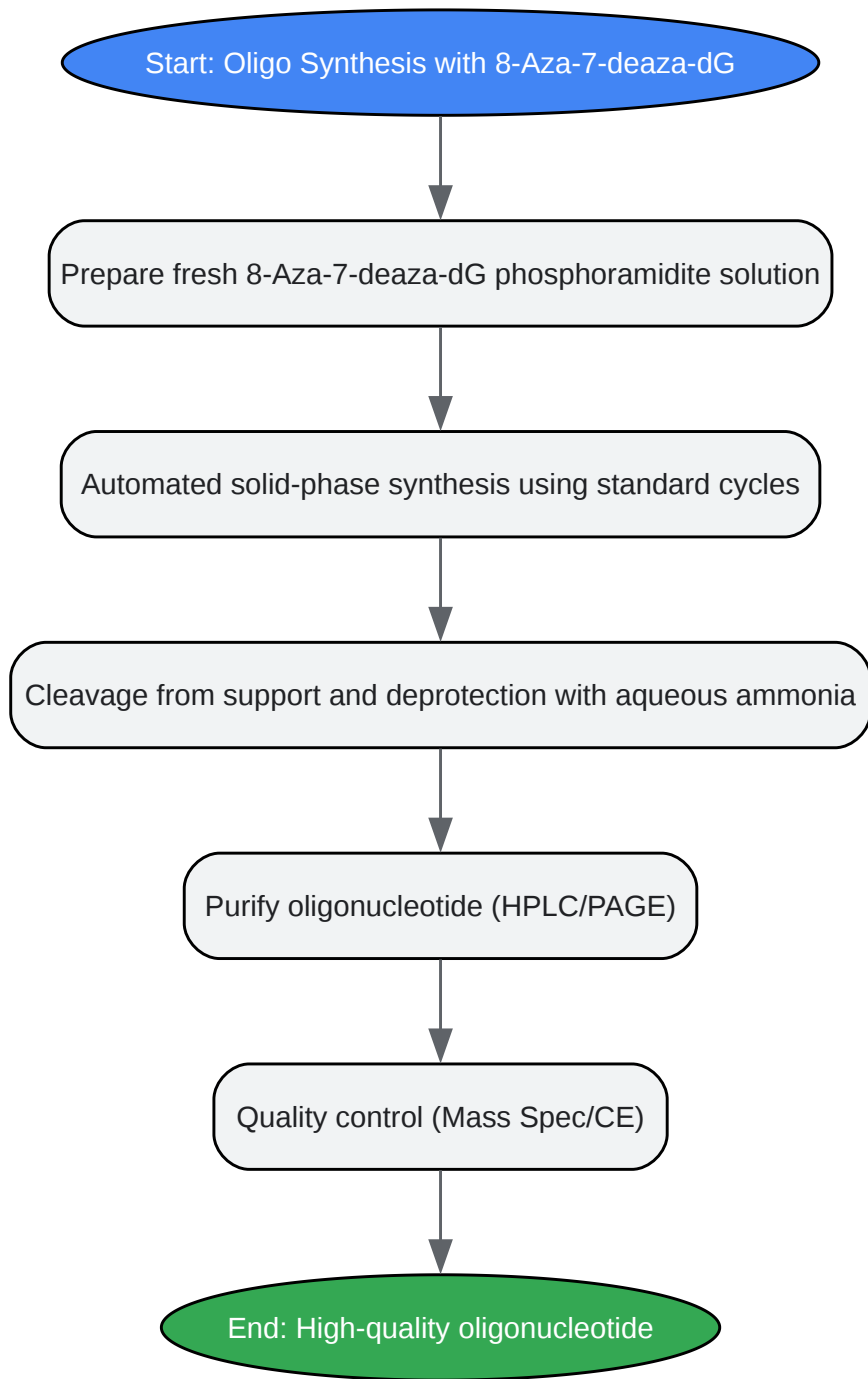 Start: Oligo Synthesis with 8-Aza-7-deaza-dG
Prepare fresh 8-Aza-7-deaza-dG phosphoramidite solution
Automated solid-phase synthesis using standard cycles
Cleavage from support and deprotection with aqueous ammonia
Purify oligonucleotide (HPLC/PAGE)
Quality control (Mass Spec/CE)
End: High-quality oligonucleotide